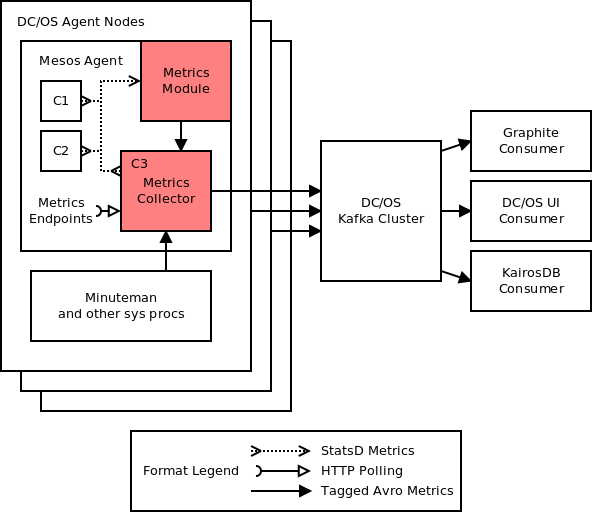 DC/OS Agent Nodes
Mesos Agent
Metrics
Module
C1
C2
C3
Metrics
Collector
Metrics
Endpoints
Minuteman
and other sys procs
DC/OS
Kafka Cluster
Graphite
Consumer
DC/OS UI
Consumer
KairosDB
Consumer
Format Legend
StatsD Metrics
HTTP Polling
Tagged Avro Metrics